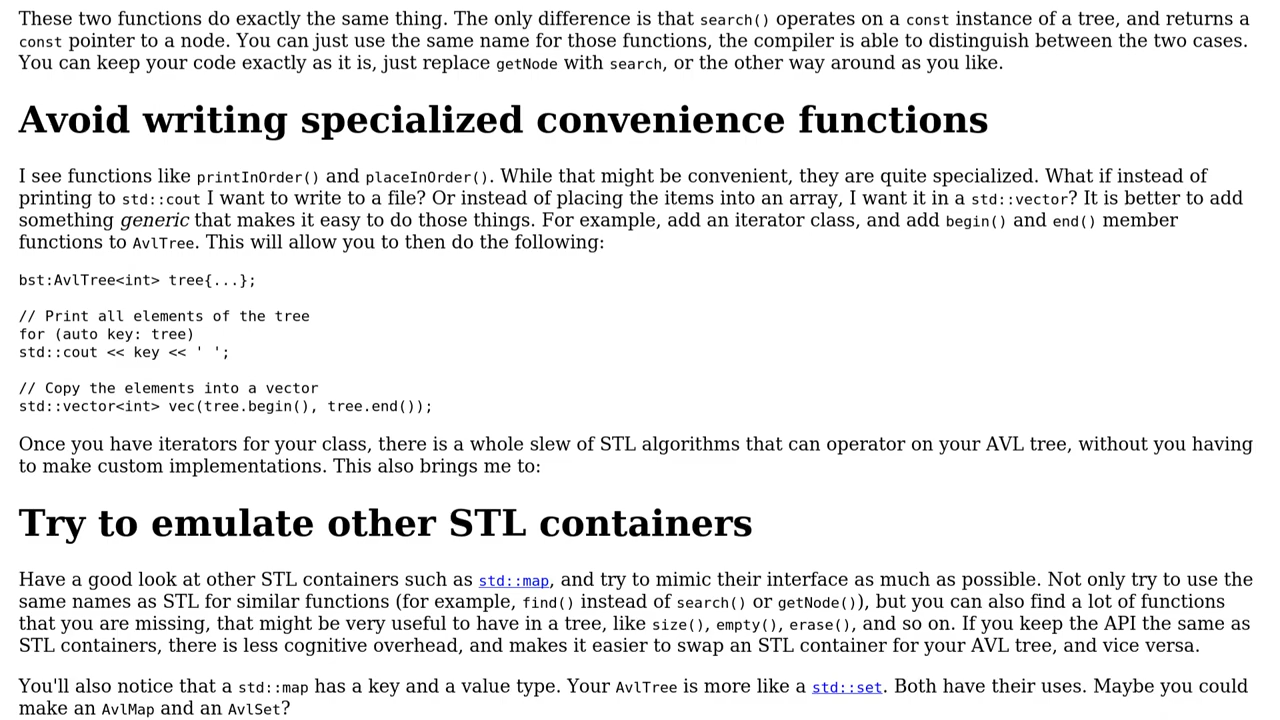 These two functions do exactly the same thing. The only difference is that search() operates on a const instance of a tree, and returns a
const pointer to a node. You can just use the same name for those functions, the compiler is able to distinguish between the two cases.
You can keep your code exactly as it is, just replace getNode with search, or the other way around as you like.
Avoid writing specialized convenience functions
I see functions like printInOrder() and placeInOrder(). While that might be convenient, they are quite specialized. What if instead of
printing to std::cout I want to write to a file? Or instead of placing the items into an array, I want it in a std::vector? It is better to add
something generic that makes it easy to do those things. For example, add an iterator class, and add begin() and end() member
functions to AvlTree. This will allow you to then do the following:
bst:AvlTree<int> tree{...};
// Print all elements of the tree
for (auto key: tree)
std::cout << key << ' ';
// Copy the elements into a vector
std::vector<int> vec(tree.begin(), tree.end());
Once you have iterators for your class, there is a whole slew of STL algorithms that can operator on your AVL tree, without you having
to make custom implementations. This also brings me to:
Try to emulate other STL containers
Have a good look at other STL containers such as std::map, and try to mimic their interface as much as possible. Not only try to use the
same names as STL for similar functions (for example, find() instead of search() or getNode()), but you can also find a lot of functions
that you are missing, that might be very useful to have in a tree, like size(), empty(), erase(), and so on. If you keep the API the same as
STL containers, there is less cognitive overhead, and makes it easier to swap an STL container for your AVL tree, and vice versa.
You'll also notice that a std::map has a key and a value type. Your AvlTree is more like a std::set. Both have their uses. Maybe you could
make an AvlMap and an AvlSet?